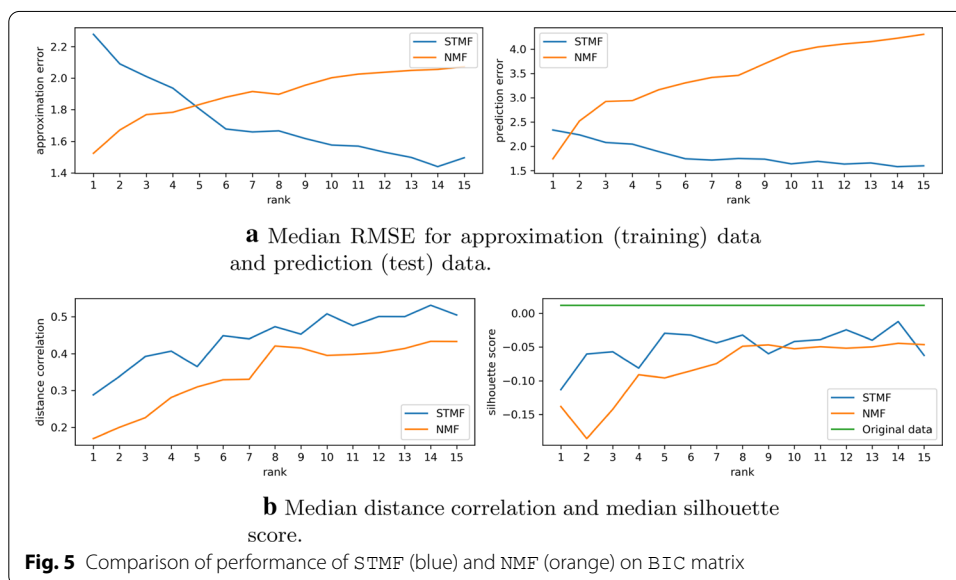 2.2
2.0
1.8
1.6
1.4
approximation error
STMF
NMF
1 2 3 4 5 6 7 8 9 10 11 12 13 14 15
rank
4.0
3.5
3.0
2.5
2.0
1.5
prediction error
STMF
NMF
1 2 3 4 5 6 7 8 9 10 11 12 13 14 15
rank
a Median RMSE for approximation (training) data
and prediction (test) data.
0.5
0.4
0.3
0.2
distance correlation
STMF
NMF
1 2 3 4 5 6 7 8 9 10 11 12 13 14 15
rank
0.00
−0.05
−0.10
−0.15
silhouette score
STMF
NMF
Original data
1 2 3 4 5 6 7 8 9 10 11 12 13 14 15
rank
b Median distance correlation and median silhouette
score.
Fig. 5 Comparison of performance of STMF (blue) and NMF (orange) on BIC matrix